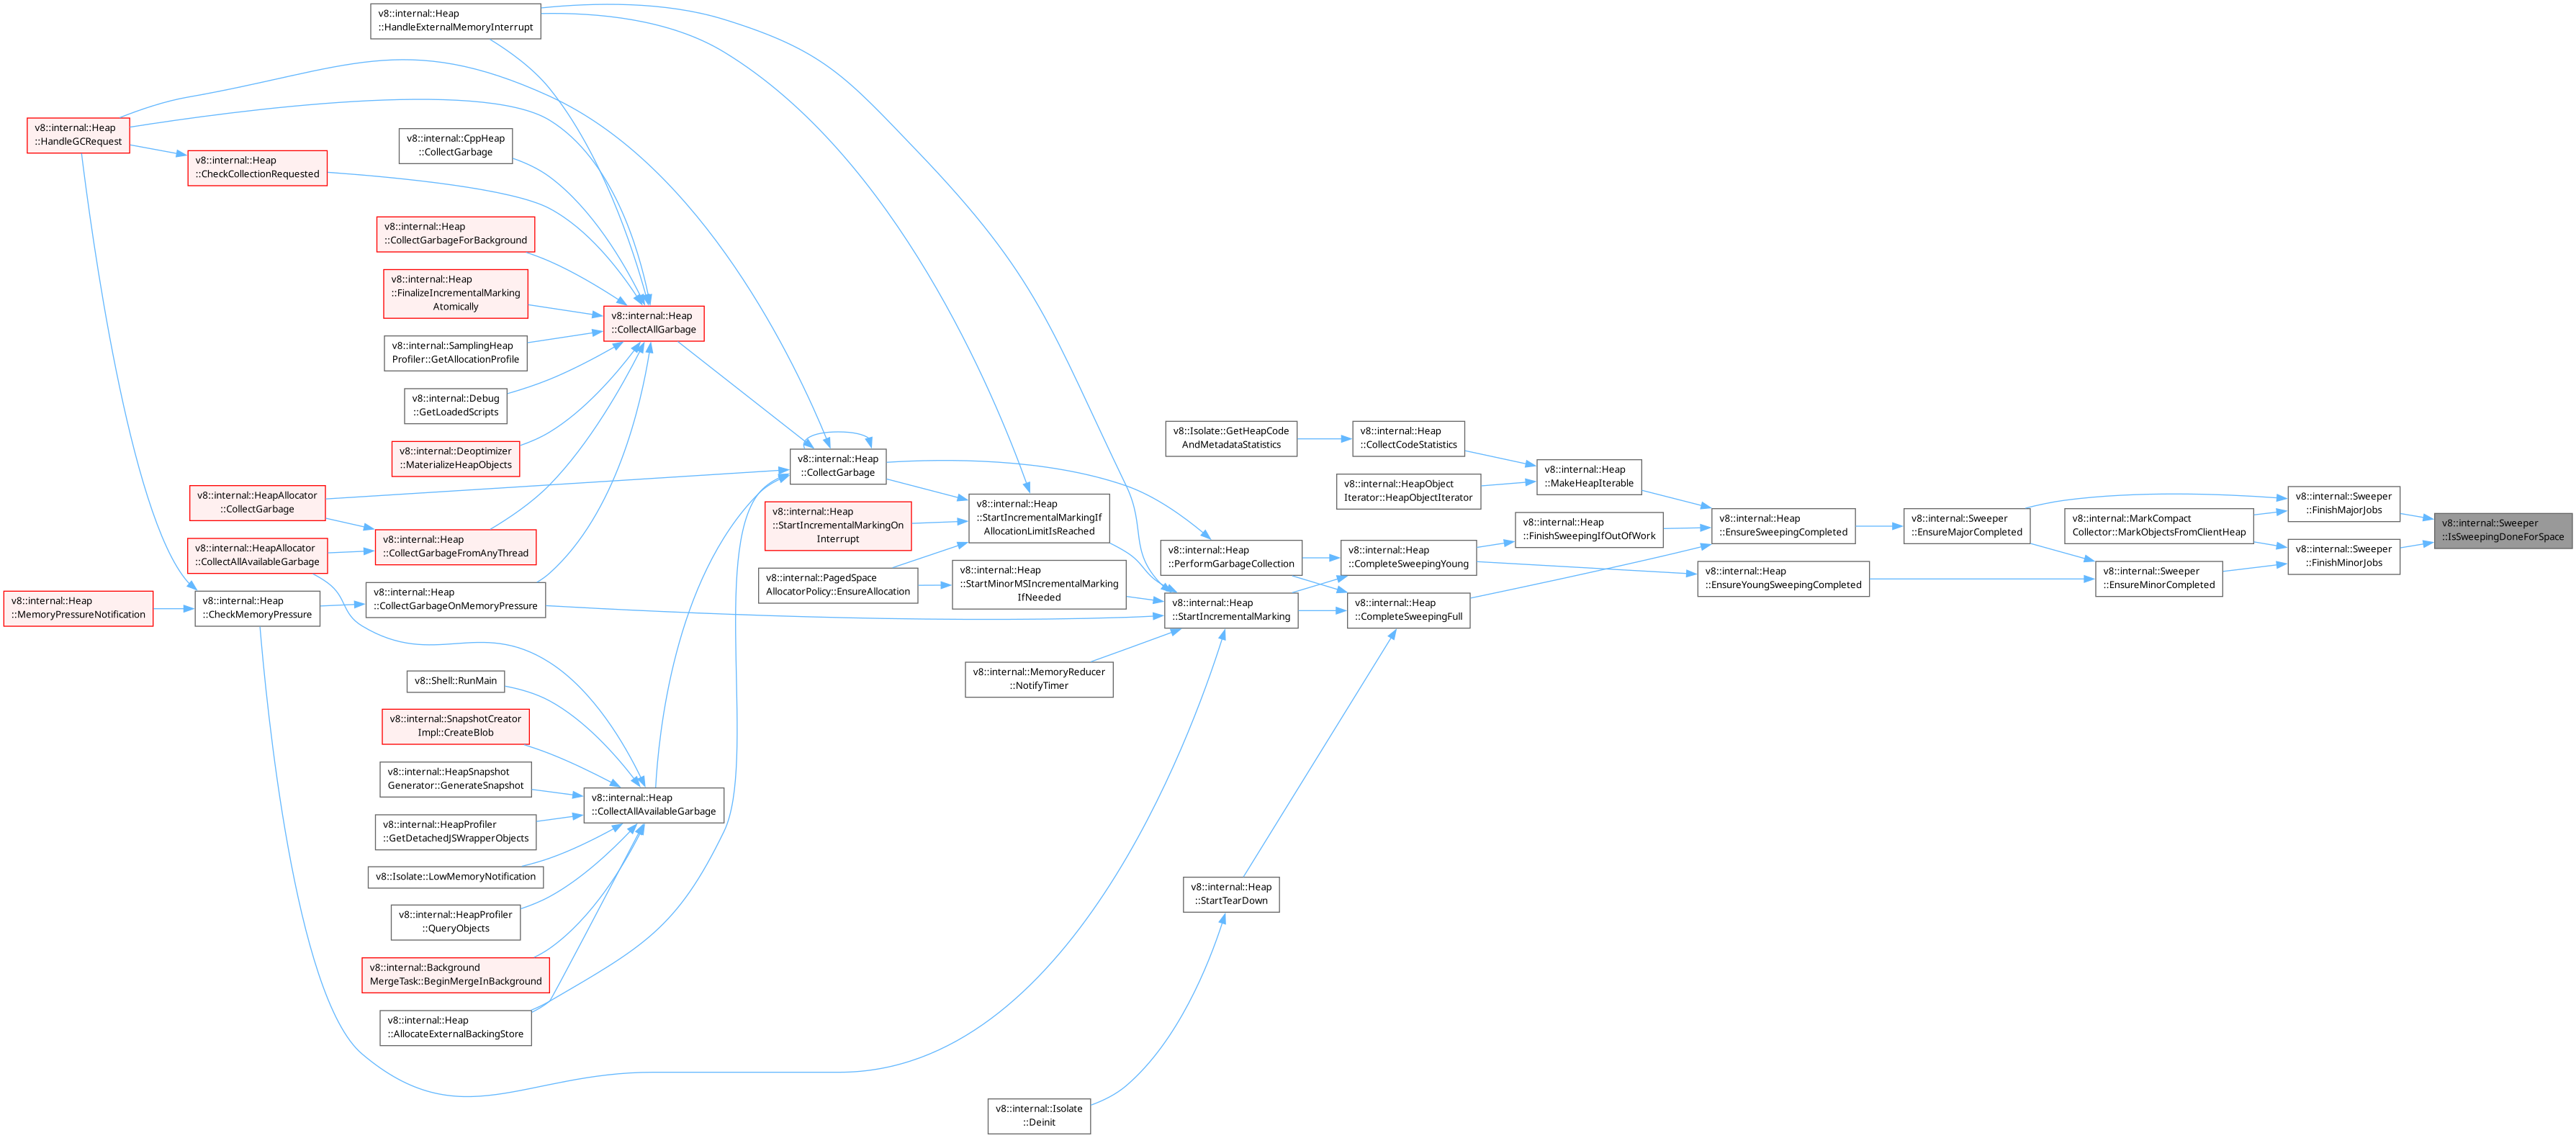 v8::internal::Heap
::HandleExternalMemoryInterrupt
v8::internal::Heap
::HandleGCRequest
v8::internal::CppHeap
::CollectGarbage
v8::internal::Heap
::CheckCollectionRequested
v8::internal::Heap
::CollectGarbageForBackground
v8::internal::Heap
::FinalizeIncrementalMarking
Atomically
v8::internal::Heap
::CollectAllGarbage
v8::internal::SamplingHeap
Profiler::GetAllocationProfile
v8::internal::Debug
::GetLoadedScripts
v8::internal::Deoptimizer
::MaterializeHeapObjects
v8::internal::HeapAllocator
::CollectGarbage
v8::internal::Heap
::CollectGarbageFromAnyThread
v8::internal::HeapAllocator
::CollectAllAvailableGarbage
v8::internal::Heap
::MemoryPressureNotification
v8::internal::Heap
::CheckMemoryPressure
v8::internal::Heap
::CollectGarbageOnMemoryPressure
v8::Shell::RunMain
v8::internal::SnapshotCreator
Impl::CreateBlob
v8::internal::HeapSnapshot
Generator::GenerateSnapshot
v8::internal::Heap
::CollectAllAvailableGarbage
v8::internal::HeapProfiler
::GetDetachedJSWrapperObjects
v8::Isolate::LowMemoryNotification
v8::internal::HeapProfiler
::QueryObjects
v8::internal::Background
MergeTask::BeginMergeInBackground
v8::internal::Heap
::AllocateExternalBackingStore
v8::internal::Heap
::CollectGarbage
v8::internal::Heap
::StartIncrementalMarkingOn
Interrupt
v8::internal::Heap
::StartIncrementalMarkingIf
AllocationLimitIsReached
v8::internal::PagedSpace
AllocatorPolicy::EnsureAllocation
v8::internal::Heap
::StartMinorMSIncrementalMarking
IfNeeded
v8::internal::MemoryReducer
::NotifyTimer
v8::internal::Isolate
::Deinit
v8::Isolate::GetHeapCode
AndMetadataStatistics
v8::internal::Heap
::PerformGarbageCollection
v8::internal::Heap
::StartIncrementalMarking
v8::internal::Heap
::StartTearDown
v8::internal::Heap
::CollectCodeStatistics
v8::internal::HeapObject
Iterator::HeapObjectIterator
v8::internal::Heap
::CompleteSweepingYoung
v8::internal::Heap
::CompleteSweepingFull
v8::internal::Heap
::MakeHeapIterable
v8::internal::Heap
::FinishSweepingIfOutOfWork
v8::internal::Heap
::EnsureSweepingCompleted
v8::internal::Heap
::EnsureYoungSweepingCompleted
v8::internal::Sweeper
::EnsureMajorCompleted
v8::internal::MarkCompact
Collector::MarkObjectsFromClientHeap
v8::internal::Sweeper
::EnsureMinorCompleted
v8::internal::Sweeper
::FinishMajorJobs
v8::internal::Sweeper
::FinishMinorJobs
v8::internal::Sweeper
::IsSweepingDoneForSpace